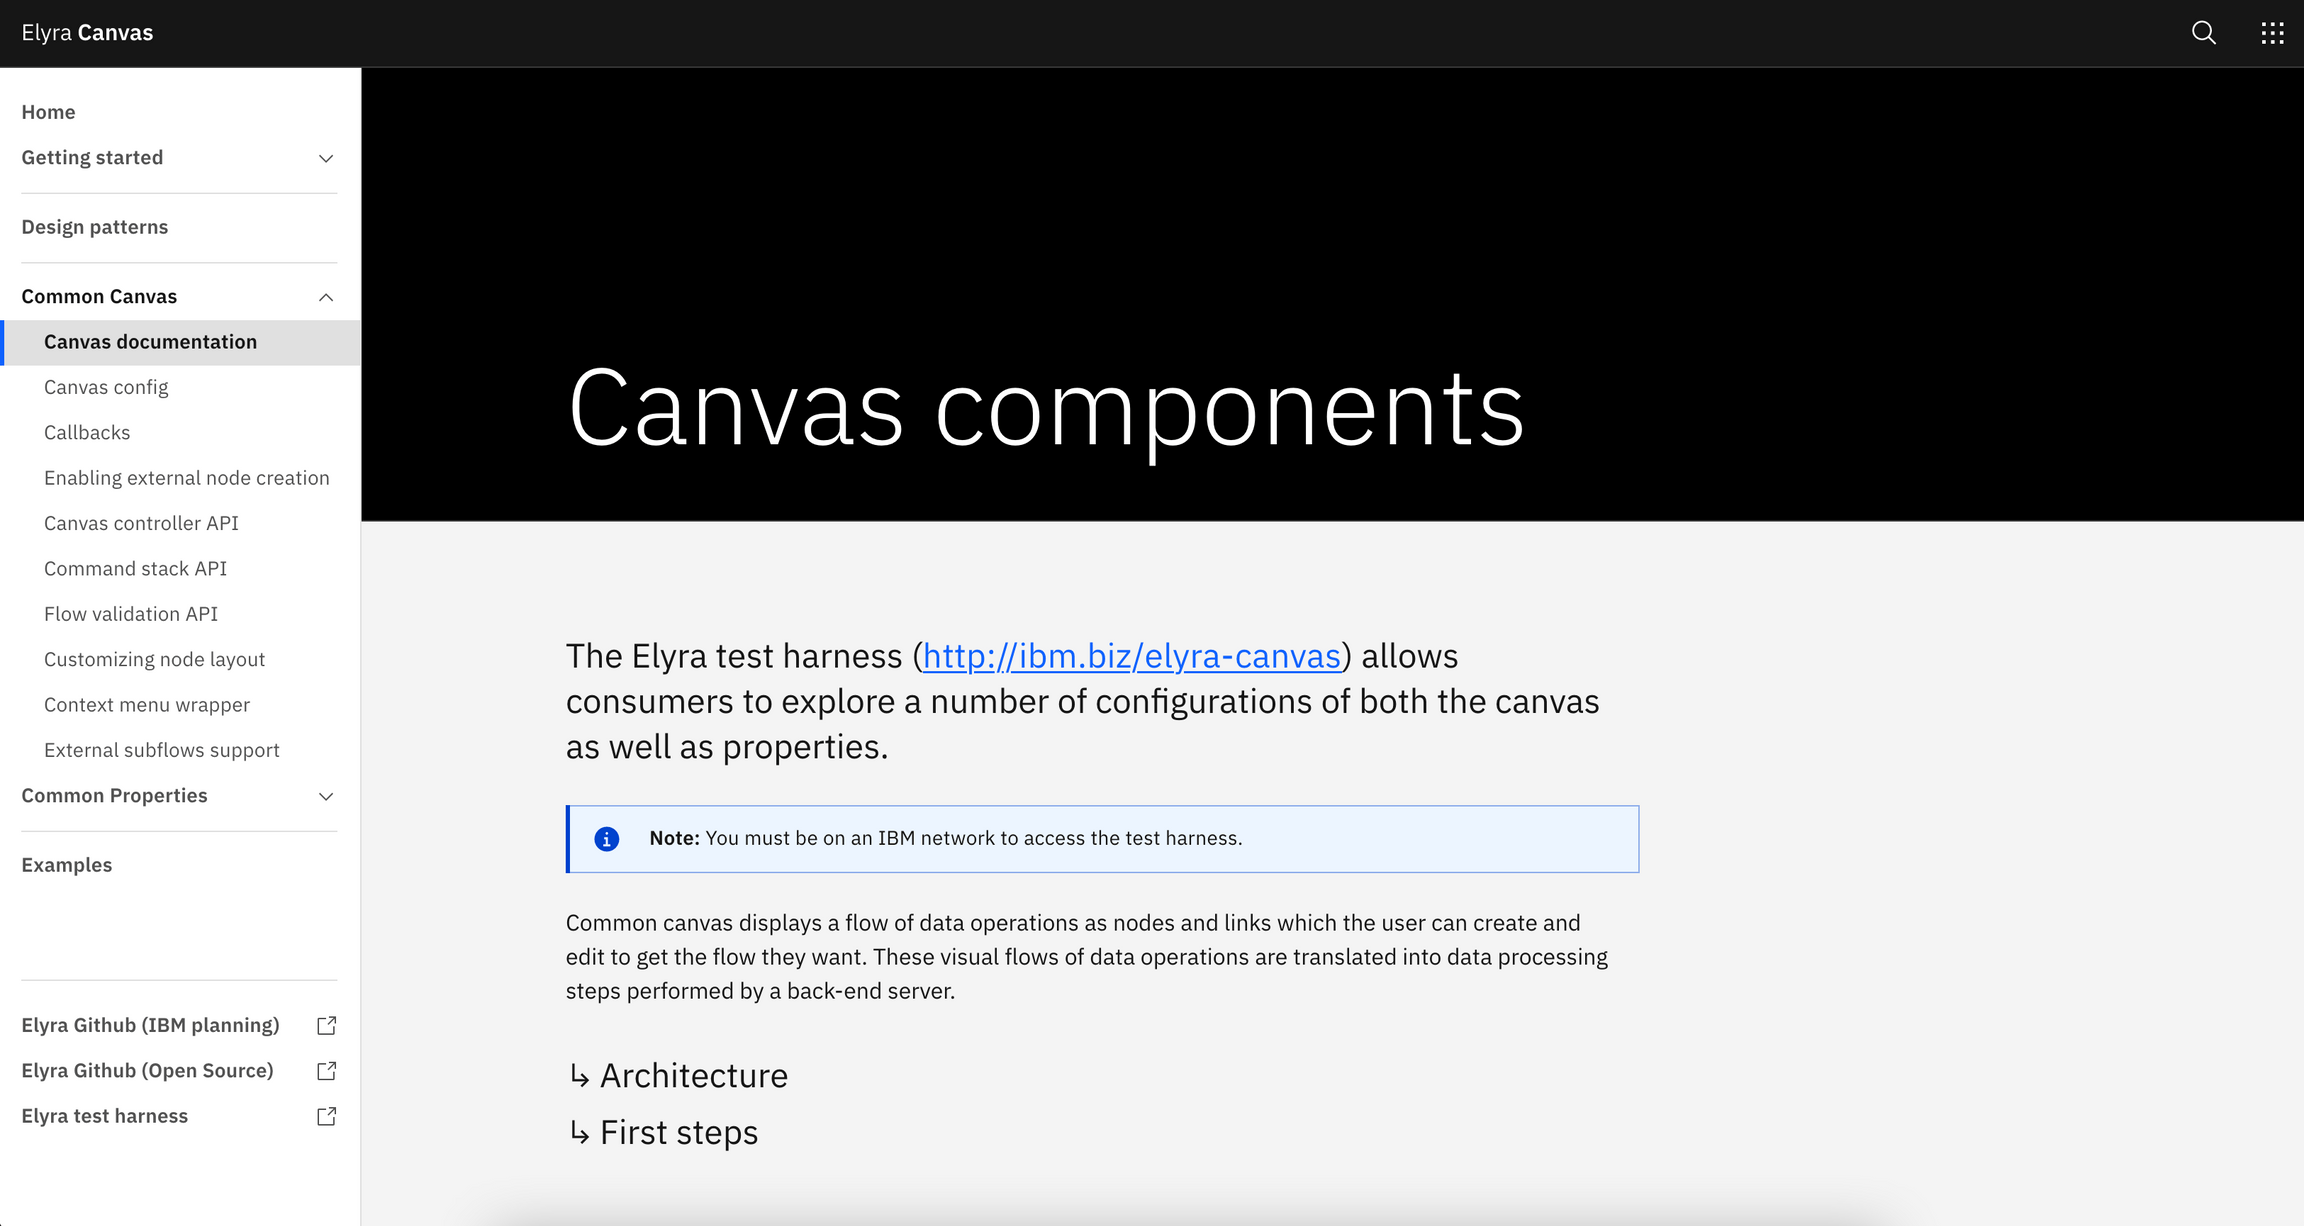 Elyra Canvas
Home
Getting started
Design patterns
Common Canvas
Canvas documentation
Canvas config
Callbacks
Enabling external node creation
Canvas controller API
Command stack API
Flow validation API
Customizing node layout
Context menu wrapper
External subflows support
Common Properties
Examples
Elyra Github (IBM planning)
Elyra Github (Open Source)
Elyra test harness
Canvas components
The Elyra test harness (http://ibm.biz/elyra-canvas) allows
consumers to explore a number of configurations of both the canvas
as well as properties.
Note: You must be on an IBM network to access the test harness.
Common canvas displays a flow of data operations as nodes and links which the user can create and
edit to get the flow they want. These visual flows of data operations are translated into data processing
steps performed by a back-end server.
↳ Architecture
↳ First steps